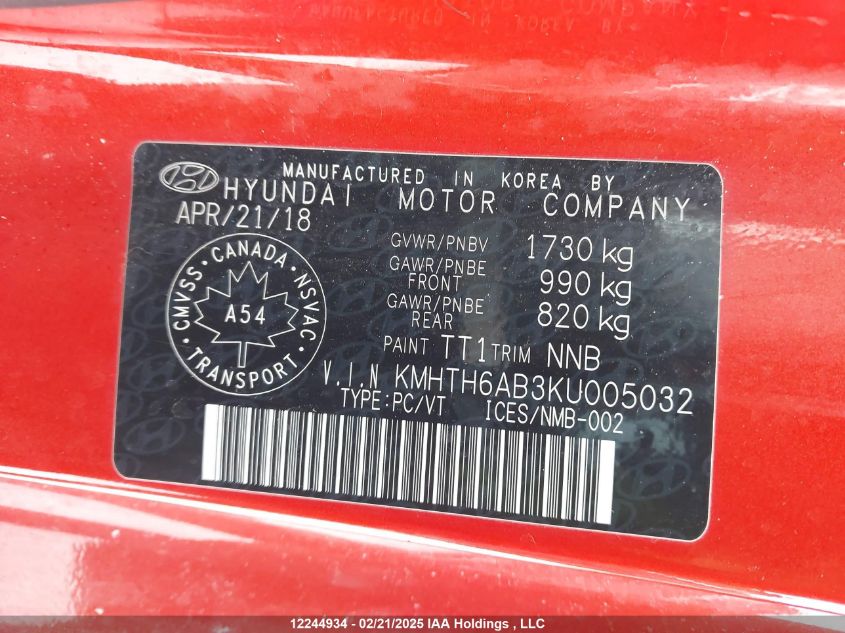 MANUFACTURED IN KOREA BY
HYUNDAI MOTOR COMPANY
APR/21/18
GVWR/PNBV 1730 kg
GAWR/PNBE FRONT 990 kg
GAWR/PNBE REAR 820 kg
CMVSS · CANADA · NSVAC
A54
TRANSPORT
PAINT TT1 TRIM NNB
V.I.N KMHTH6AB3KU005032
TYPE:PC/VT ICES/NMB-002
12244934 - 02/21/2025 IAA Holdings , LLC